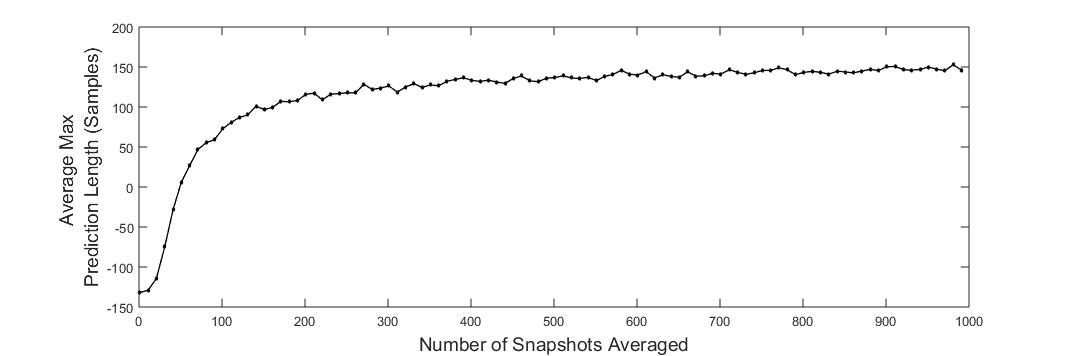 200
150
100
50
0
-50
-100
-150
Average Max
Prediction Length (Samples)
0 100 200 300 400 500 600 700 800 900 1000
Number of Snapshots Averaged